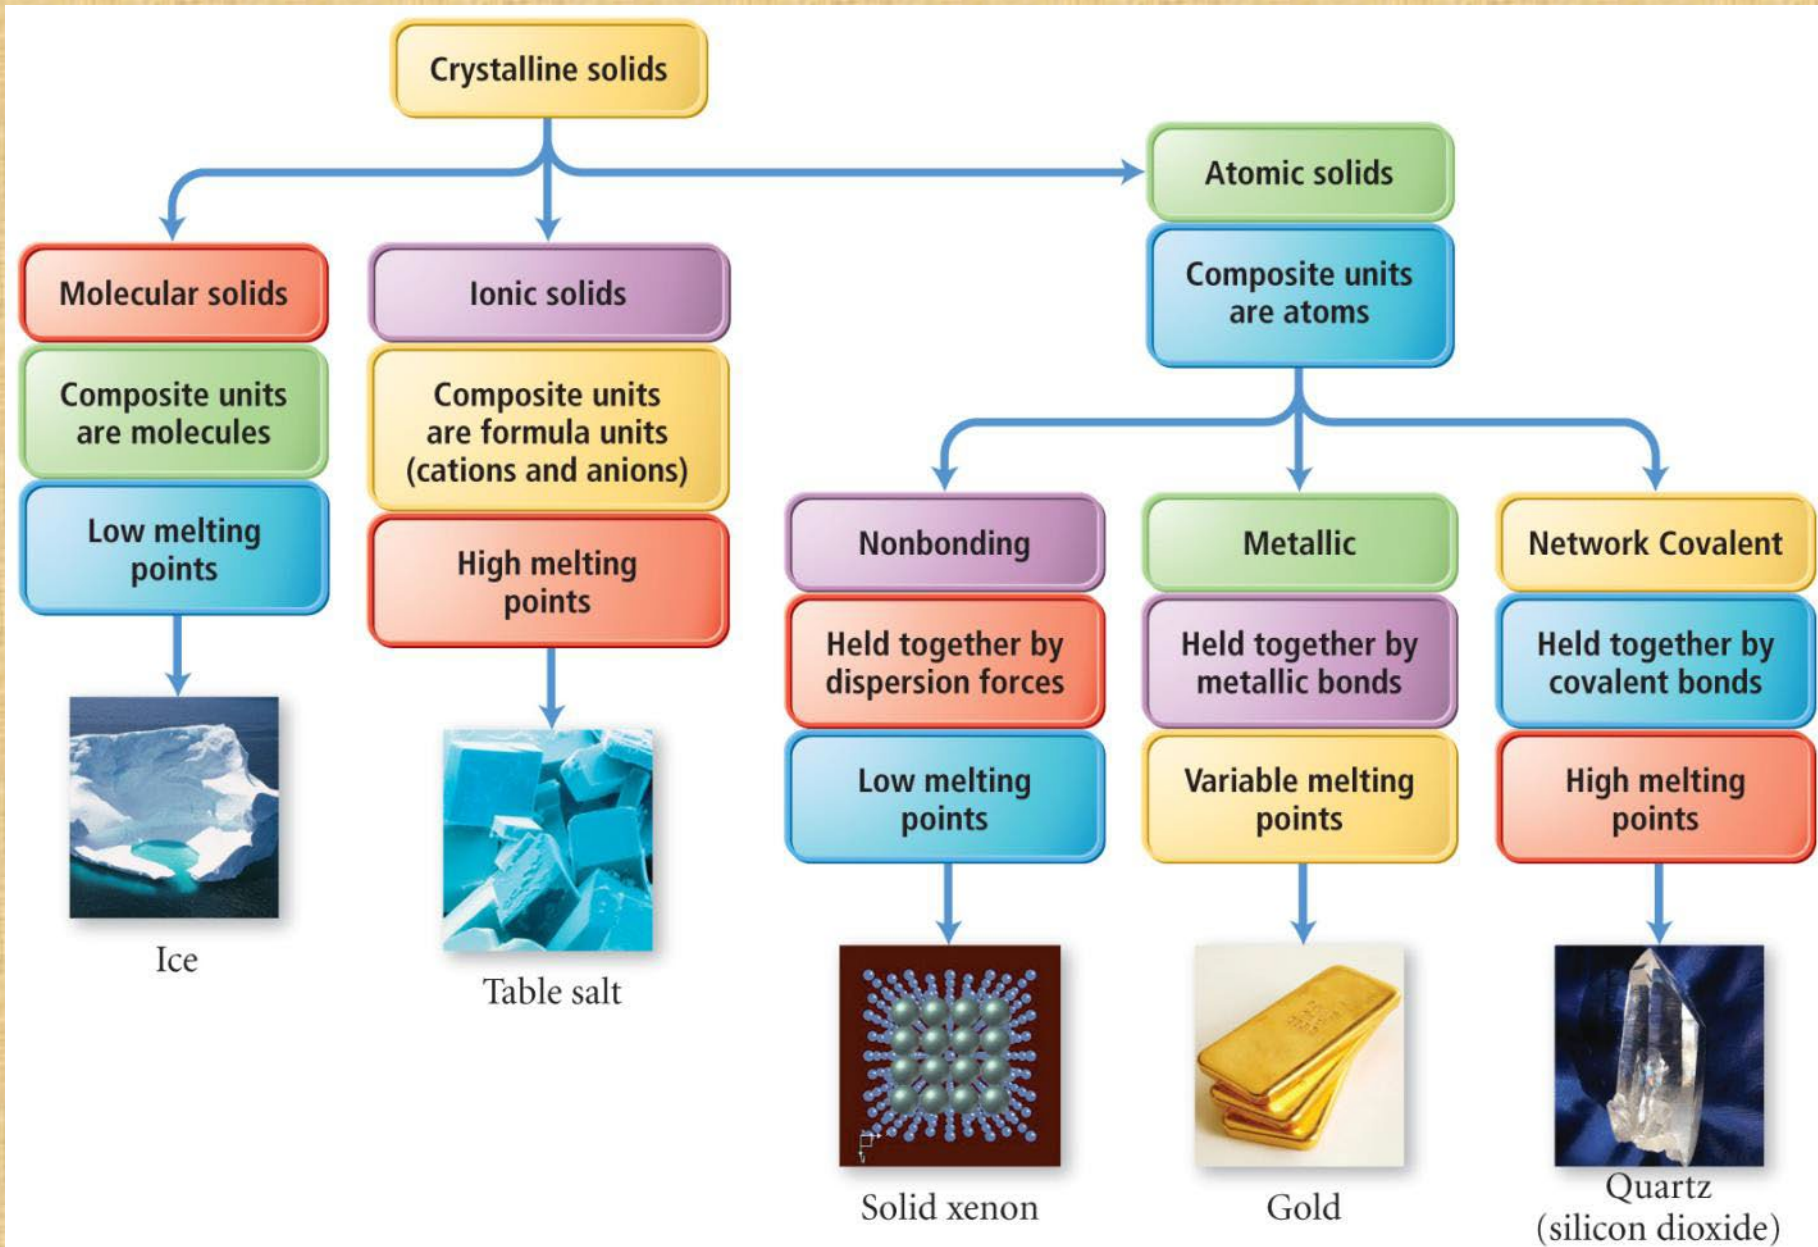 Crystalline solids
Atomic solids
Composite units
are atoms
Molecular solids
Composite units
are molecules
Low melting
points
Ice
Ionic solids
Composite units
are formula units
(cations and anions)
High melting
points
Table salt
Nonbonding
Held together by
dispersion forces
Low melting
points
Solid xenon
Metallic
Held together by
metallic bonds
Variable melting
points
Gold
Network Covalent
Held together by
covalent bonds
High melting
points
Quartz
(silicon dioxide)